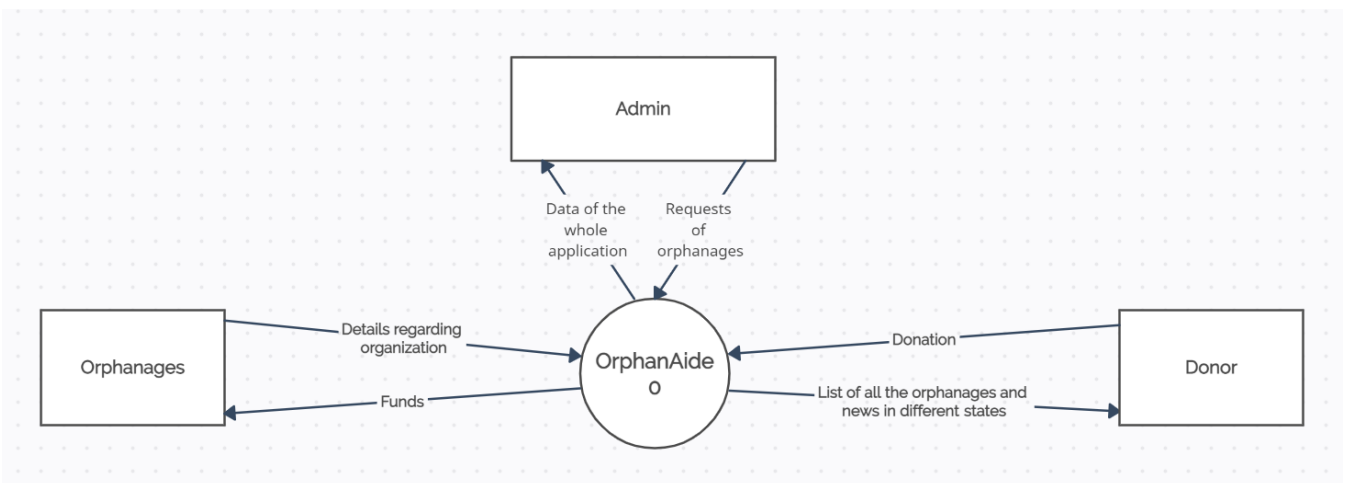 Admin
Data of the
whole
application
Requests
of
orphanages
Orphanages
Details regarding
organization
Funds
OrphanAide
0
Donation
List of all the orphanages and
news in different states
Donor